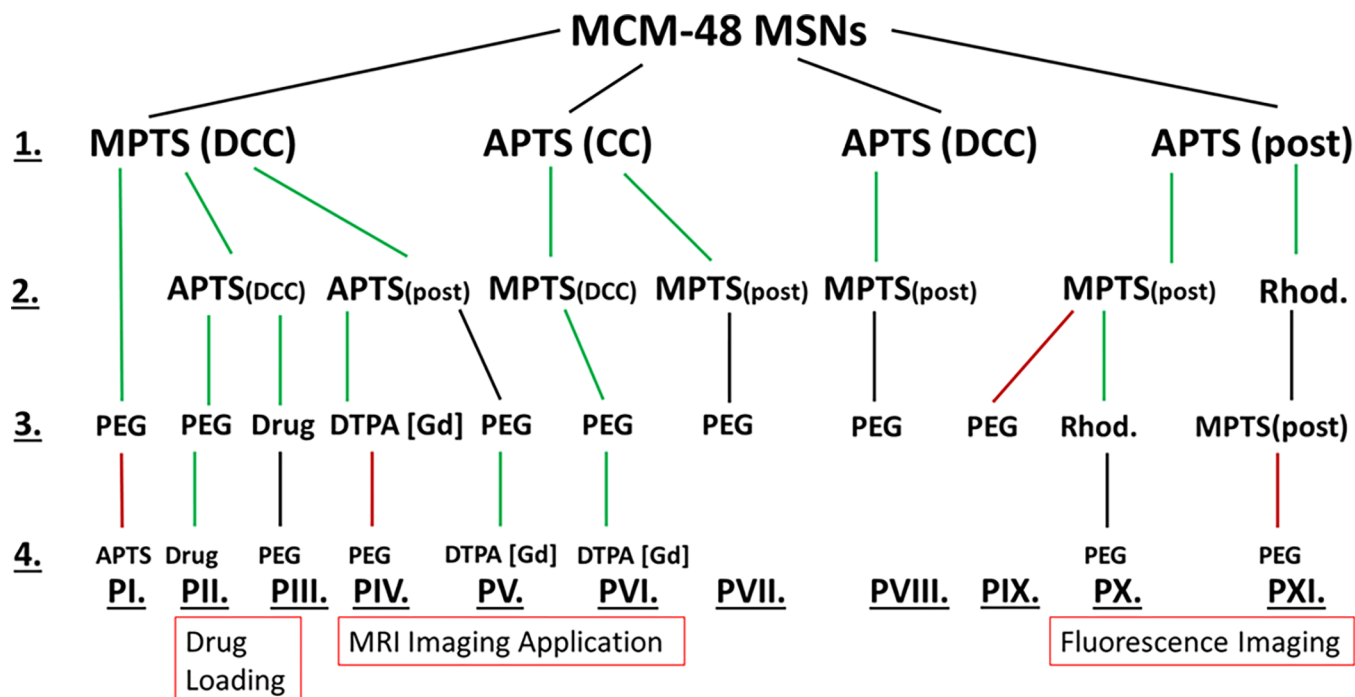 MCM-48 MSNs
1. MPTS (DCC) APTS (CC) APTS (DCC) APTS (post)
2. APTS(DCC) APTS(post) MPTS(DCC) MPTS(post) MPTS(post) MPTS(post) Rhod.
3. PEG PEG Drug DTPA [Gd] PEG PEG PEG PEG PEG Rhod. MPTS(post)
4. APTS Drug PEG PEG DTPA [Gd] DTPA [Gd] PEG PEG
PI. PII. PIII. PIV. PV. PVI. PVII. PVIII. PIX. PX. PXI.
Drug
Loading
MRI Imaging Application
Fluorescence Imaging